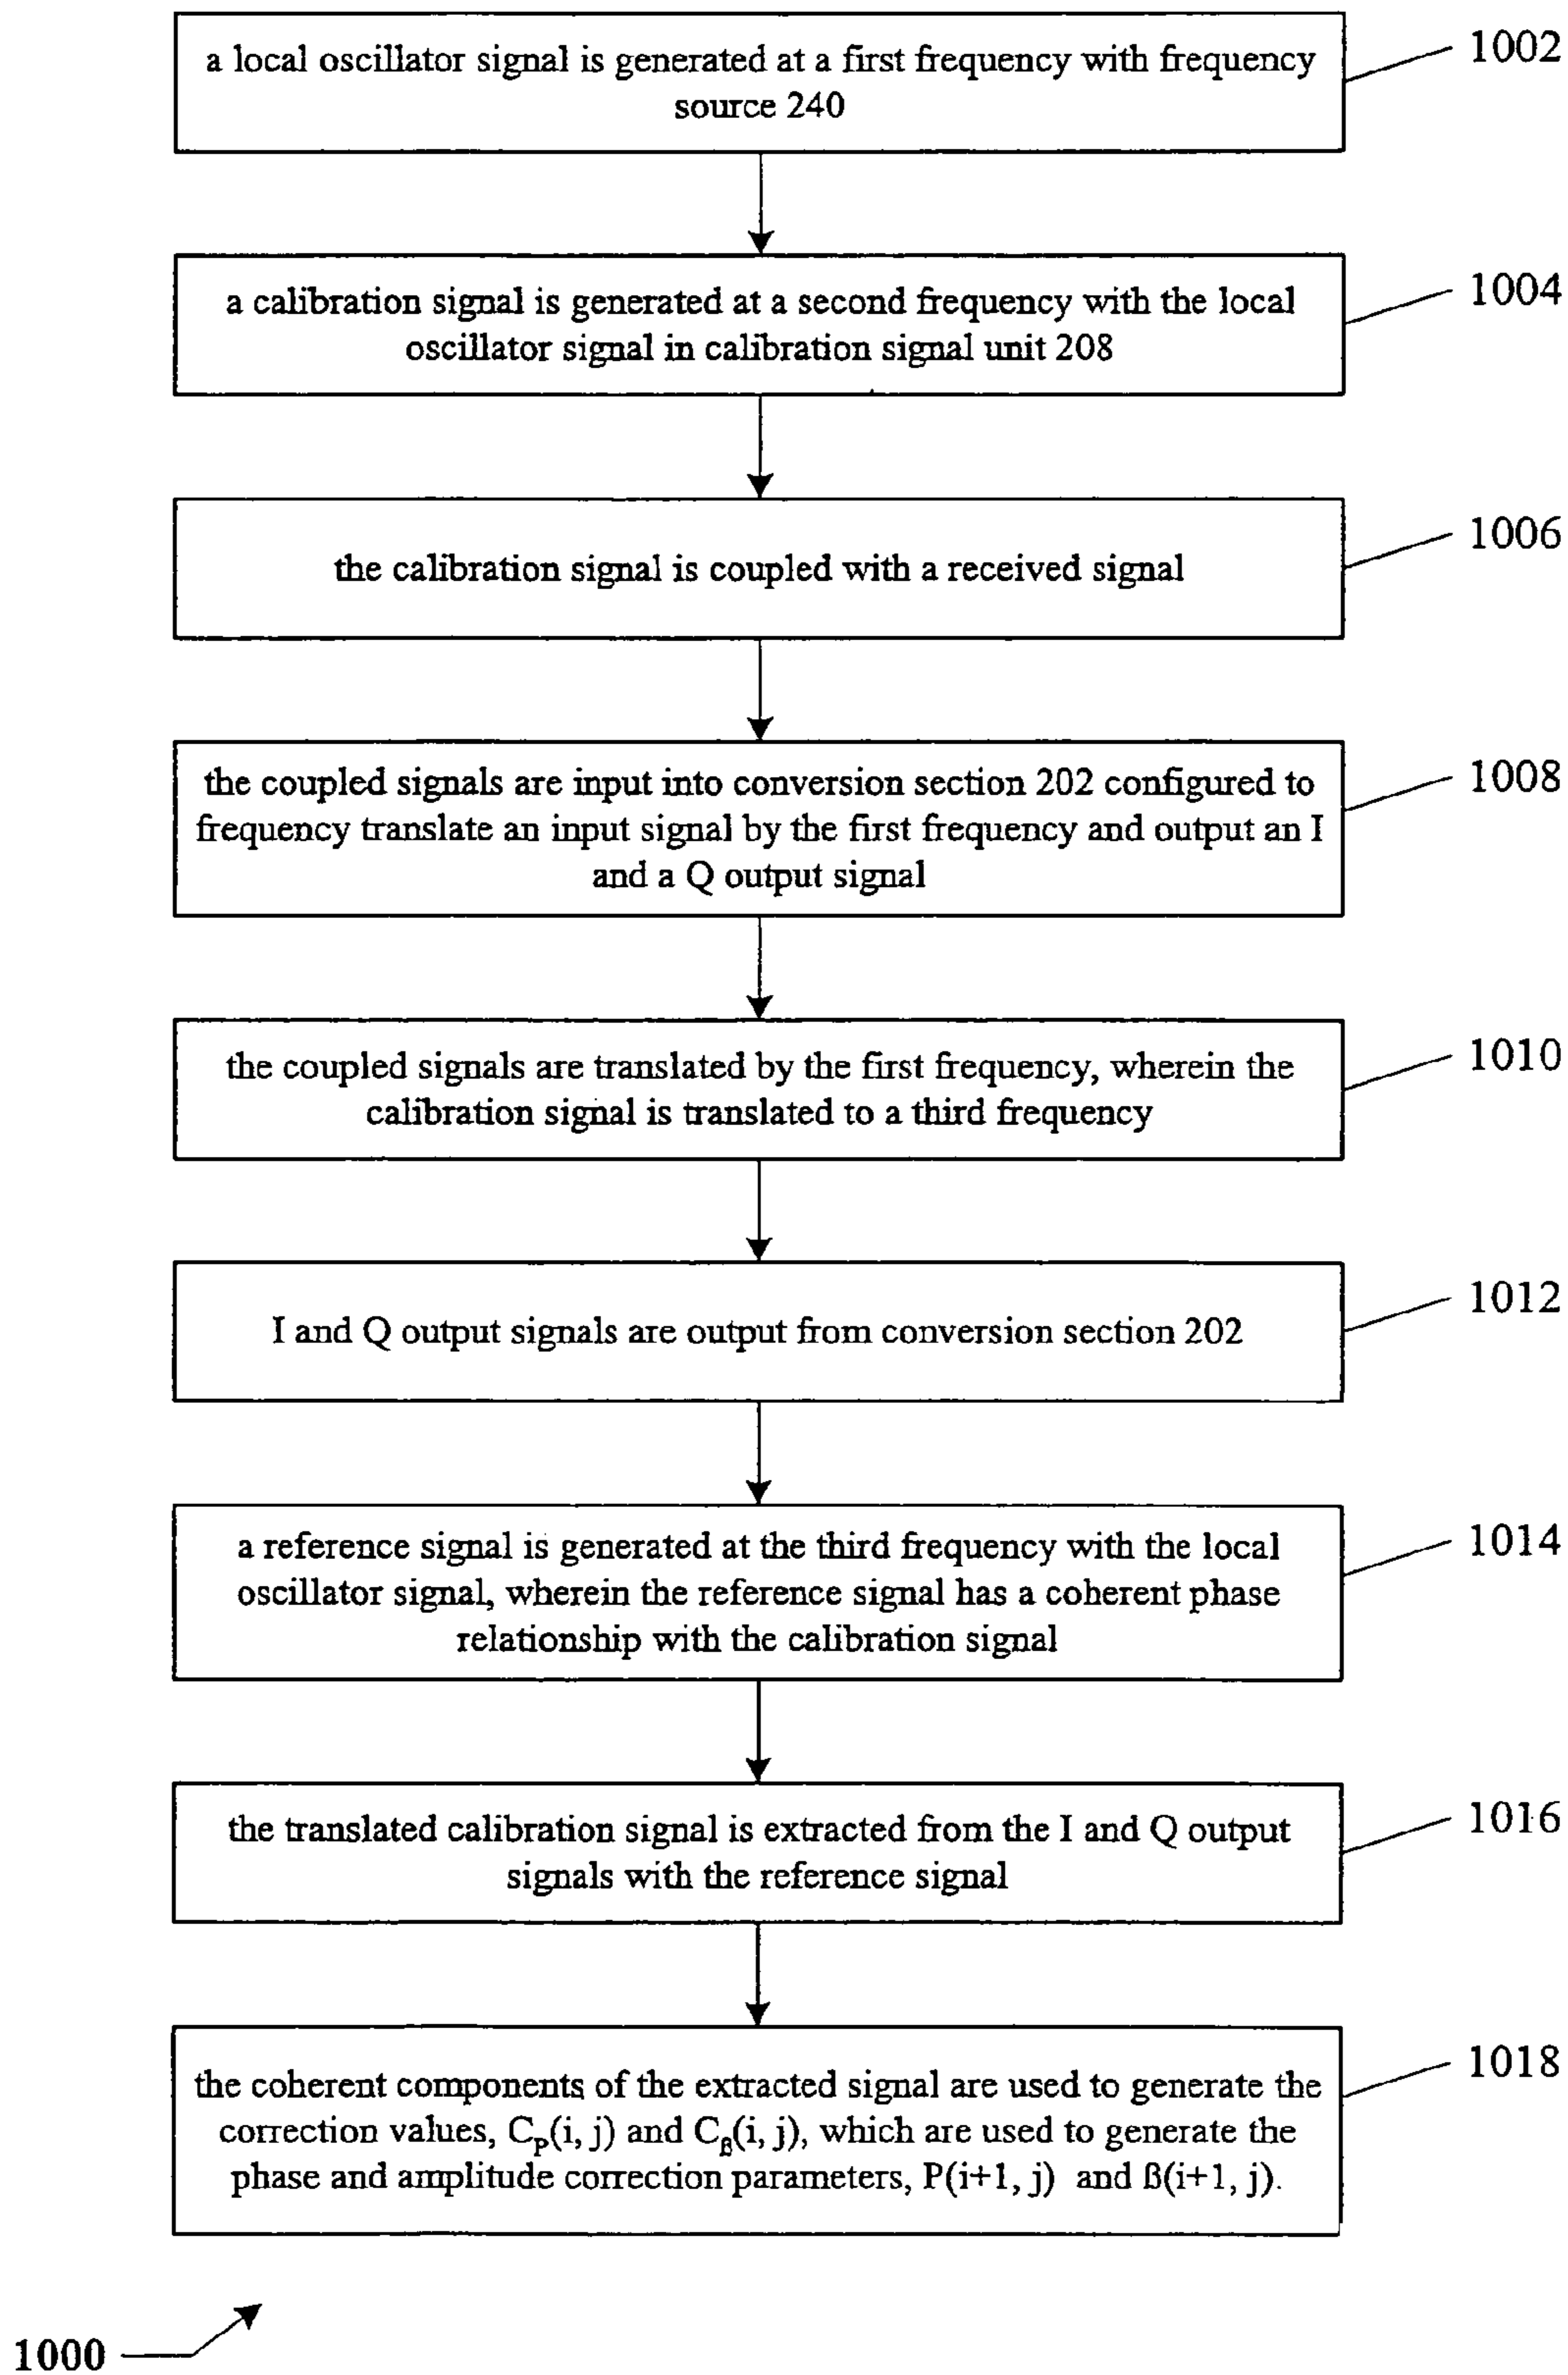 a local oscillator signal is generated at a first frequency with frequency
source 240
1002
a calibration signal is generated at a second frequency with the local
oscillator signal in calibration signal unit 208
1004
the calibration signal is coupled with a received signal
1006
the coupled signals are input into conversion section 202 configured to
frequency translate an input signal by the first frequency and output an I
and a Q output signal
1008
the coupled signals are translated by the first frequency, wherein the
calibration signal is translated to a third frequency
1010
I and Q output signals are output from conversion section 202
1012
a reference signal is generated at the third frequency with the local
oscillator signal, wherein the reference signal has a coherent phase
relationship with the calibration signal
1014
the translated calibration signal is extracted from the I and Q output
signals with the reference signal
1016
the coherent components of the extracted signal are used to generate the
correction values, Cₚ(i, j) and Cᵦ(i, j), which are used to generate the
phase and amplitude correction parameters, P(i+1, j) and ß(i+1, j).
1018
1000